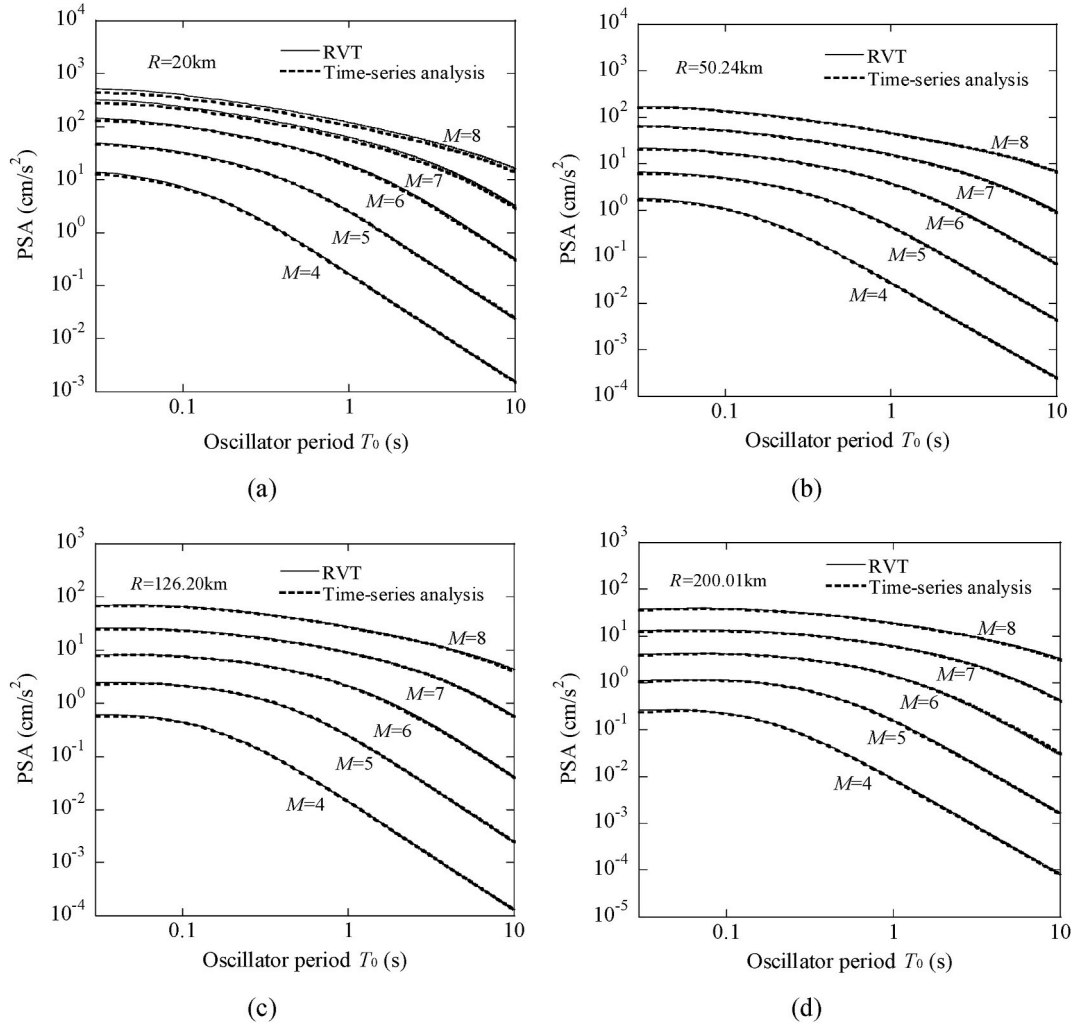 10^4
10^3
10^2
10^1
10^0
10^-1
10^-2
10^-3
PSA (cm/s^2)
R=20km
RVT
Time-series analysis
M=8
M=7
M=6
M=5
M=4
0.1
1
10
Oscillator period T0 (s)
(a)
10^4
10^3
10^2
10^1
10^0
10^-1
10^-2
10^-3
10^-4
PSA (cm/s^2)
R=50.24km
RVT
Time-series analysis
M=8
M=7
M=6
M=5
M=4
0.1
1
10
Oscillator period T0 (s)
(b)
10^3
10^2
10^1
10^0
10^-1
10^-2
10^-3
10^-4
PSA (cm/s^2)
R=126.20km
RVT
Time-series analysis
M=8
M=7
M=6
M=5
M=4
0.1
1
10
Oscillator period T0 (s)
(c)
10^3
10^2
10^1
10^0
10^-1
10^-2
10^-3
10^-4
10^-5
PSA (cm/s^2)
R=200.01km
RVT
Time-series analysis
M=8
M=7
M=6
M=5
M=4
0.1
1
10
Oscillator period T0 (s)
(d)